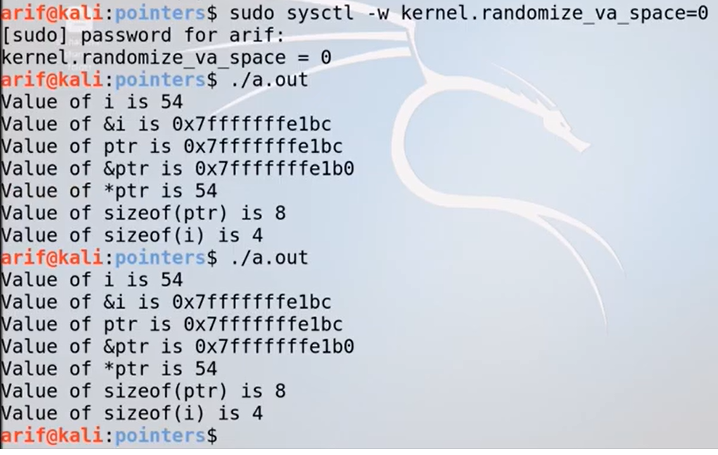 arif@kali:pointers$ sudo sysctl -w kernel.randomize_va_space=0
[sudo] password for arif:
kernel.randomize_va_space = 0
arif@kali:pointers$ ./a.out
Value of i is 54
Value of &i is 0x7fffffffe1bc
Value of ptr is 0x7fffffffe1bc
Value of &ptr is 0x7fffffffe1b0
Value of *ptr is 54
Value of sizeof(ptr) is 8
Value of sizeof(i) is 4
arif@kali:pointers$ ./a.out
Value of i is 54
Value of &i is 0x7fffffffe1bc
Value of ptr is 0x7fffffffe1bc
Value of &ptr is 0x7fffffffe1b0
Value of *ptr is 54
Value of sizeof(ptr) is 8
Value of sizeof(i) is 4
arif@kali:pointers$